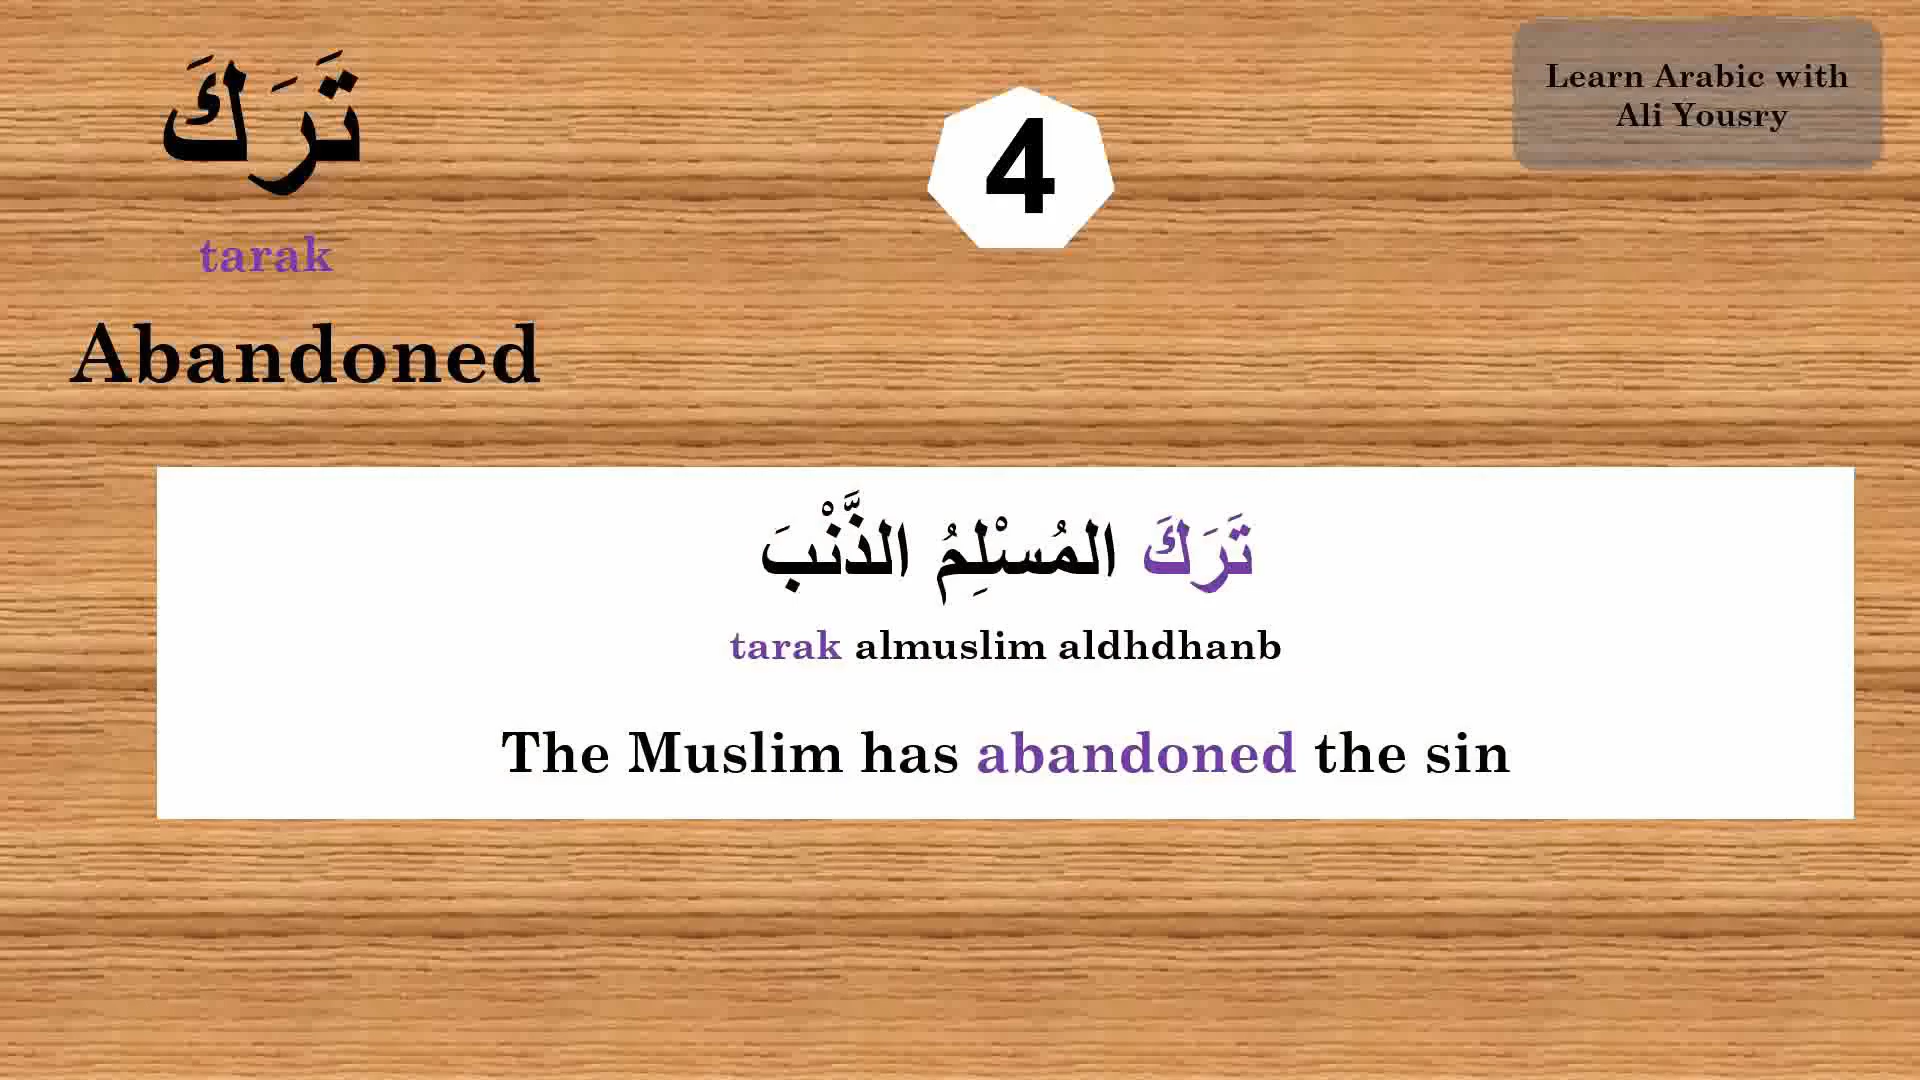 تَرَكَ
tarak
Abandoned
4
Learn Arabic with
Ali Yousry
تَرَكَ المُسْلِمُ الذَّنْبَ
tarak almuslim aldhdhanb
The Muslim has abandoned the sin